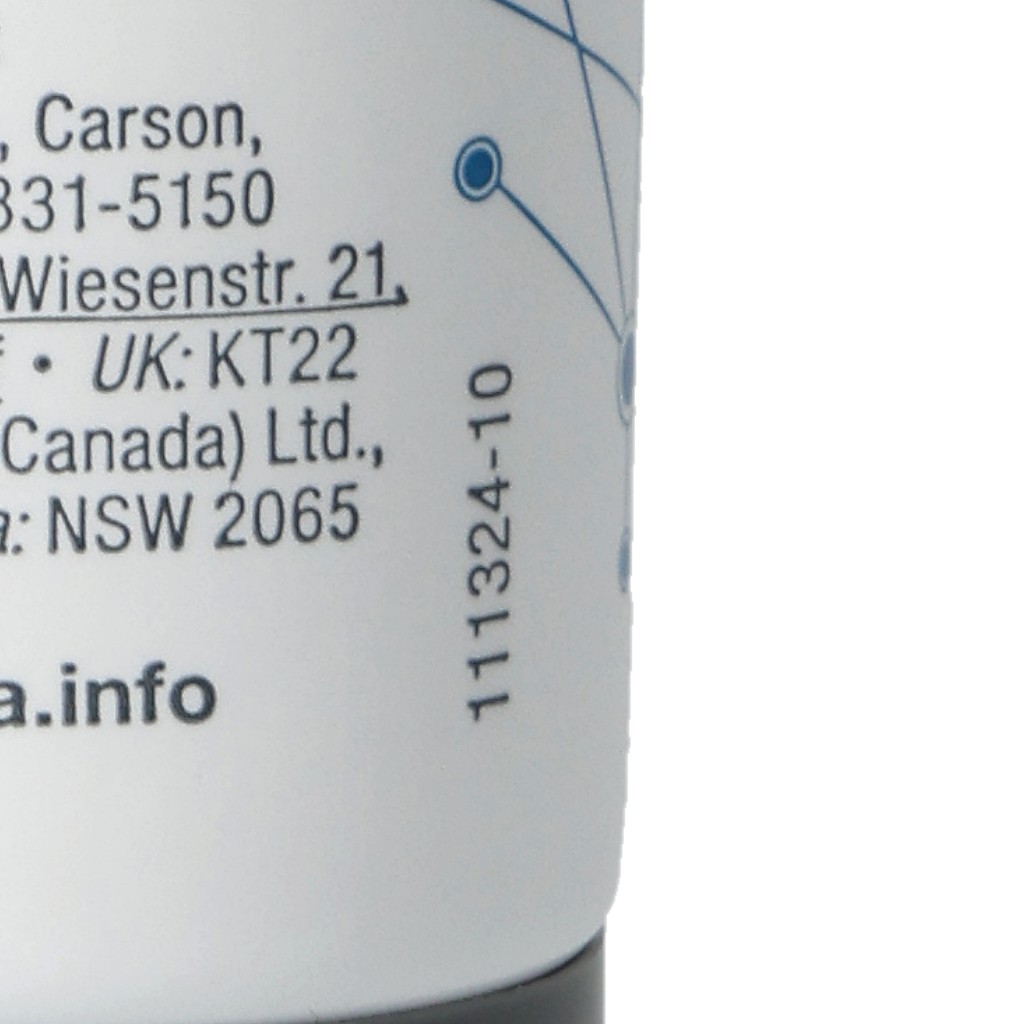 , Carson,
331-5150
Wiesenstr. 21,
• UK: KT22
(Canada) Ltd.,
a: NSW 2065
a.info
111324-10